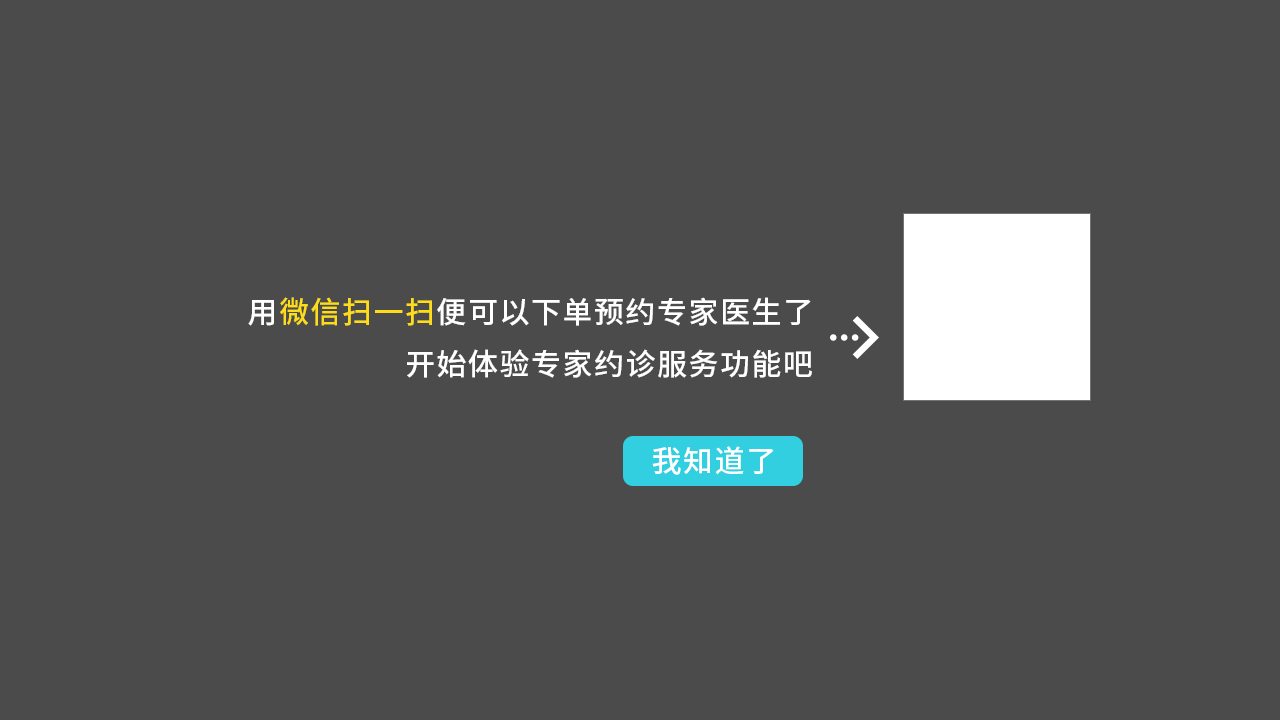 用微信扫一扫便可以下单预约专家医生了
开始体验专家约诊服务功能吧
我知道了